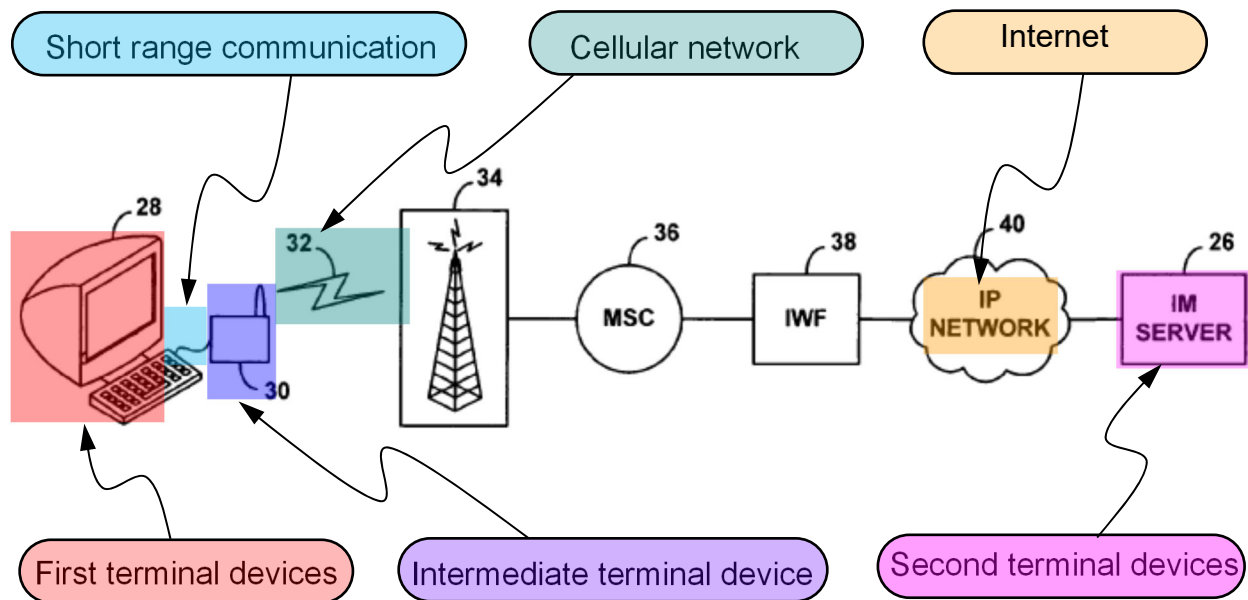 Short range communication
Cellular network
Internet
28
32
34
36
38
40
26
MSC
IWF
IP
NETWORK
IM
SERVER
30
First terminal devices
Intermediate terminal device
Second terminal devices